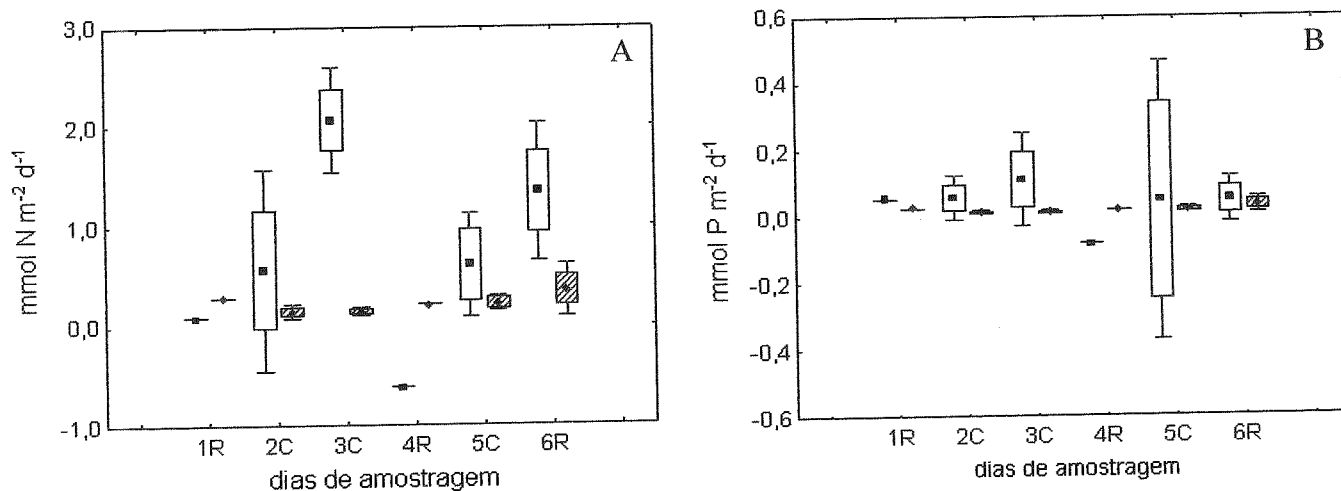 A
mmol N m-2 d-1
3,0
2,0
1,0
0,0
-1,0
1R 2C 3C 4R 5C 6R
dias de amostragem
B
mmol P m-2 d-1
0,6
0,4
0,2
0,0
-0,2
-0,4
-0,6
1R 2C 3C 4R 5C 6R
dias de amostragem